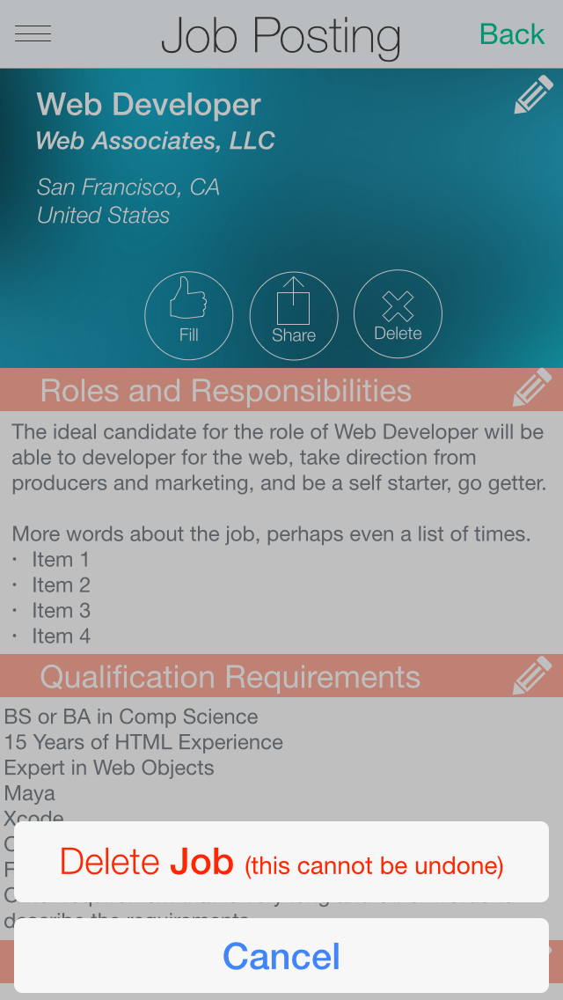 Job Posting
Back
Web Developer
Web Associates, LLC
San Francisco, CA
United States
Fill
Share
Delete
Roles and Responsibilities
The ideal candidate for the role of Web Developer will be
able to developer for the web, take direction from
producers and marketing, and be a self starter, go getter.
More words about the job, perhaps even a list of times.
• Item 1
• Item 2
• Item 3
• Item 4
Qualification Requirements
BS or BA in Comp Science
15 Years of HTML Experience
Expert in Web Objects
Maya
Xcode
Delete Job (this cannot be undone)
describe the requirements
Cancel